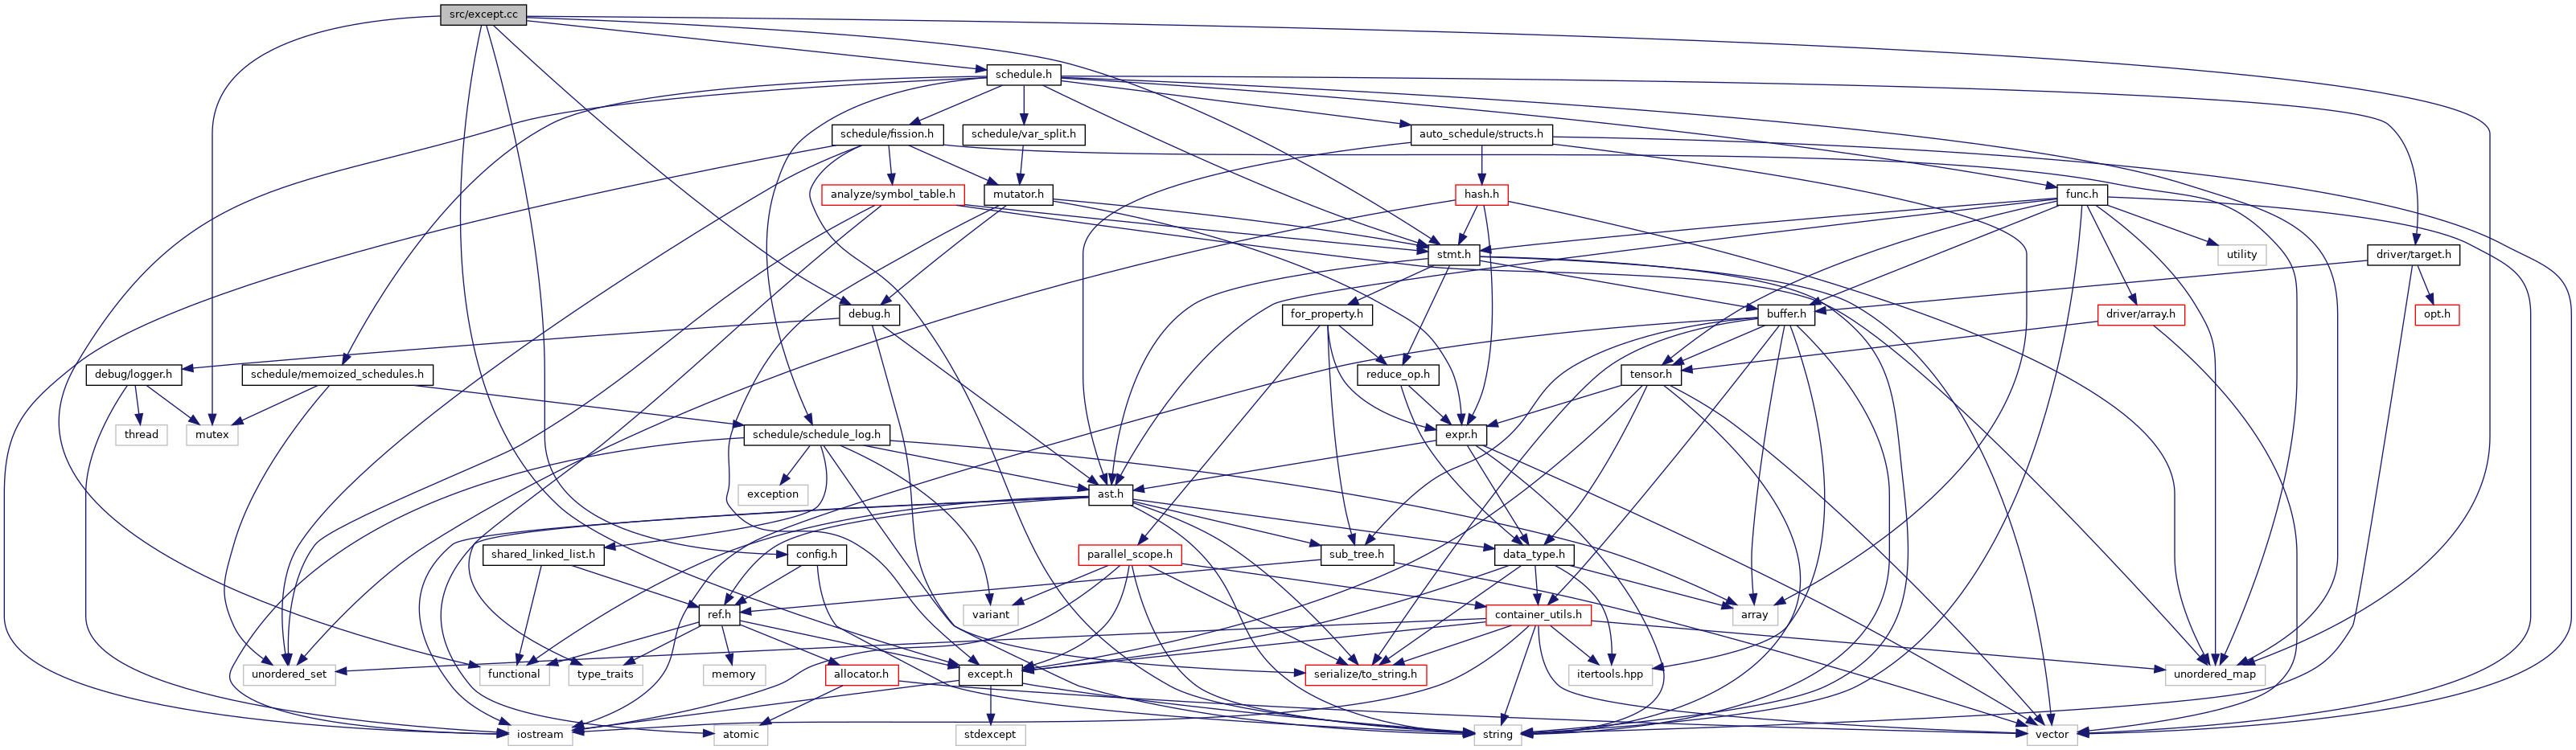 src/except.cc
schedule.h
schedule/fission.h
schedule/var_split.h
auto_schedule/structs.h
analyze/symbol_table.h
mutator.h
hash.h
func.h
stmt.h
utility
driver/target.h
debug.h
for_property.h
buffer.h
driver/array.h
opt.h
debug/logger.h
schedule/memoized_schedules.h
reduce_op.h
tensor.h
thread
mutex
schedule/schedule_log.h
expr.h
exception
ast.h
shared_linked_list.h
config.h
parallel_scope.h
sub_tree.h
data_type.h
ref.h
variant
container_utils.h
array
unordered_set
functional
type_traits
memory
allocator.h
except.h
serialize/to_string.h
itertools.hpp
unordered_map
iostream
atomic
stdexcept
string
vector